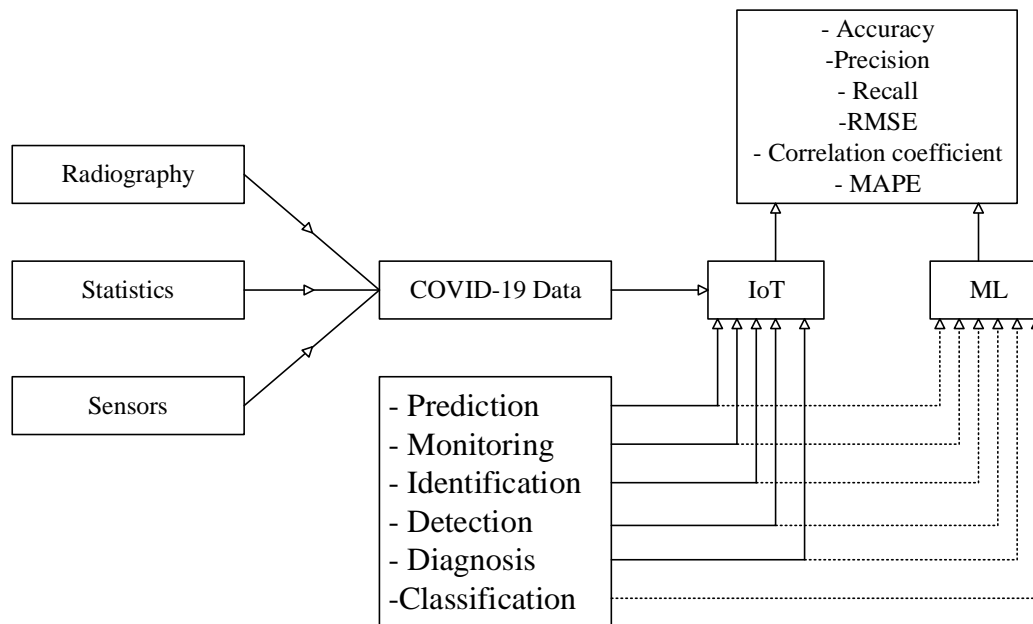 - Accuracy
-Precision
- Recall
-RMSE
- Correlation coefficient
- MAPE
Radiography
Statistics
COVID-19 Data
IoT
ML
Sensors
- Prediction
- Monitoring
- Identification
- Detection
- Diagnosis
-Classification